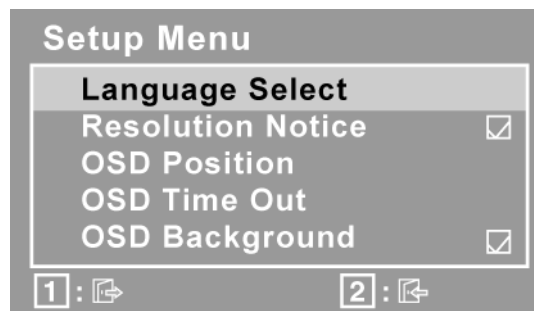 Setup Menu
Language Select
Resolution Notice
OSD Position
OSD Time Out
OSD Background
1 : 2 :